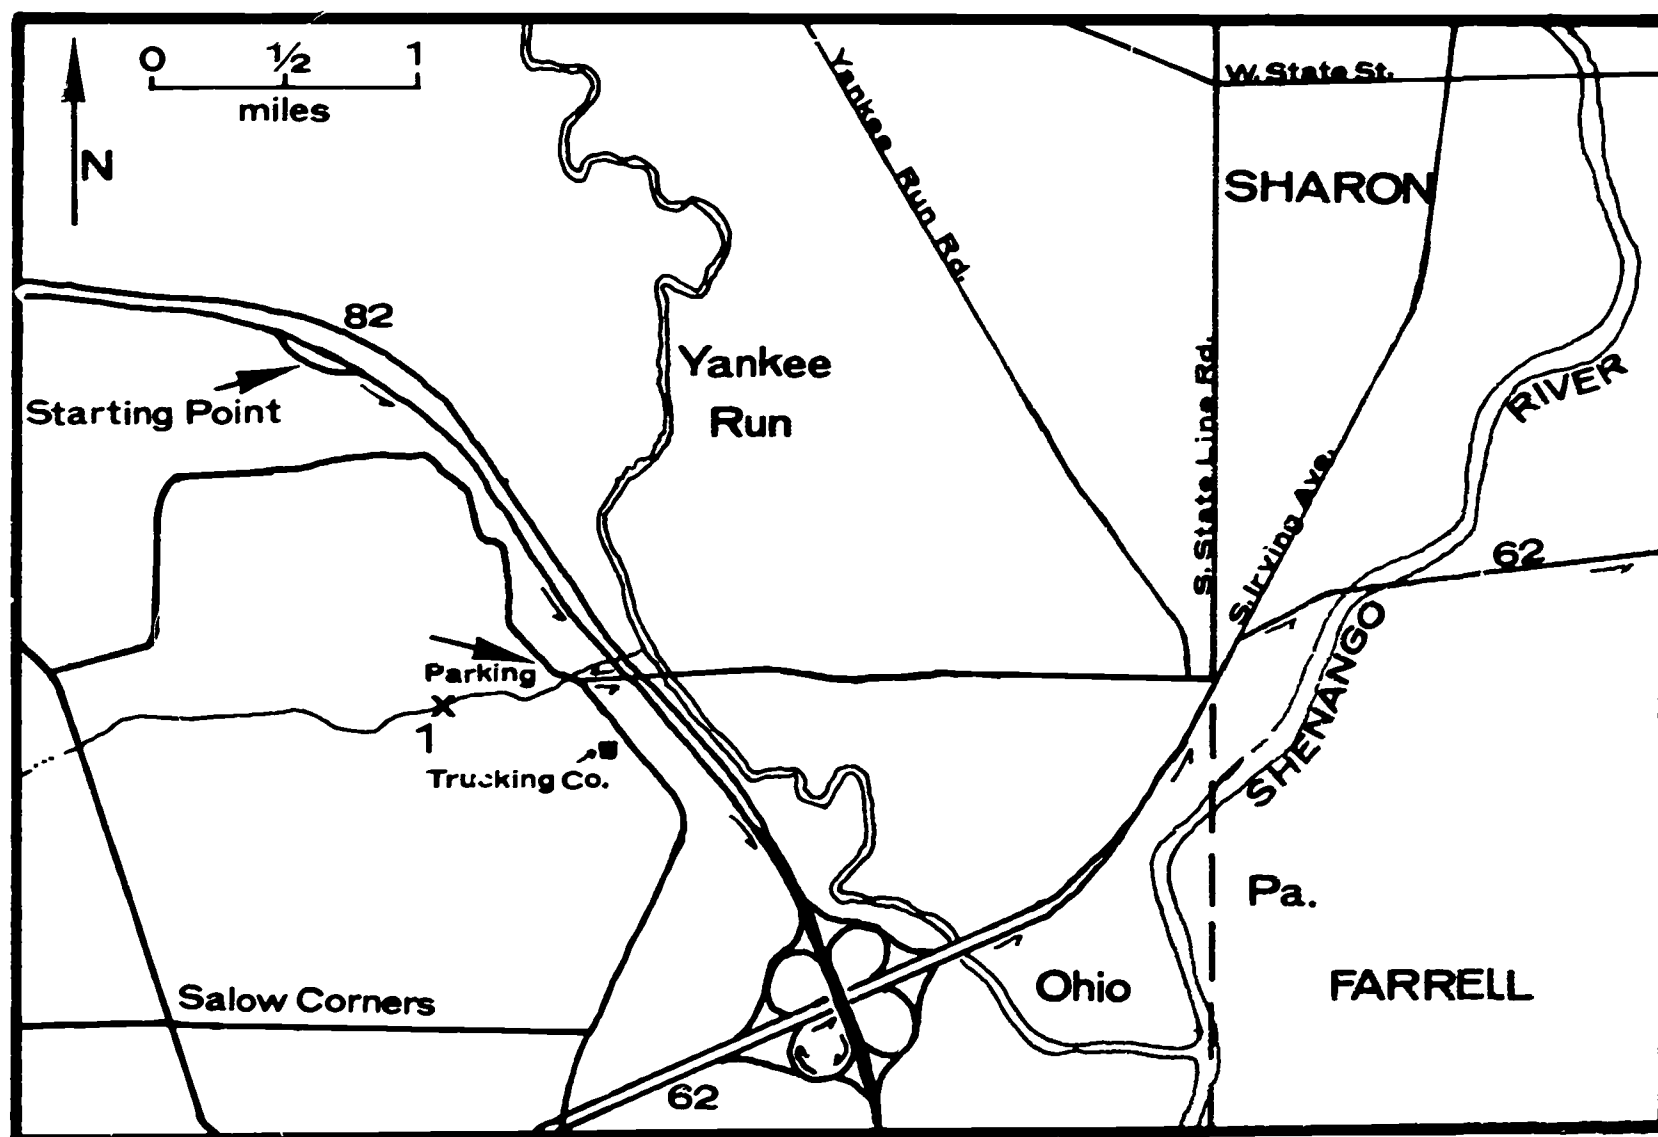 0 ½ 1
miles
N
W. State St.
Yankee Run Rd.
SHARON
82
Yankee
Run
Starting Point
S. State Line Rd.
RIVER
S. Irving Ave.
62
SHENANGO
Parking
1
Trucking Co.
Pa.
Ohio
FARRELL
Salow Corners
62